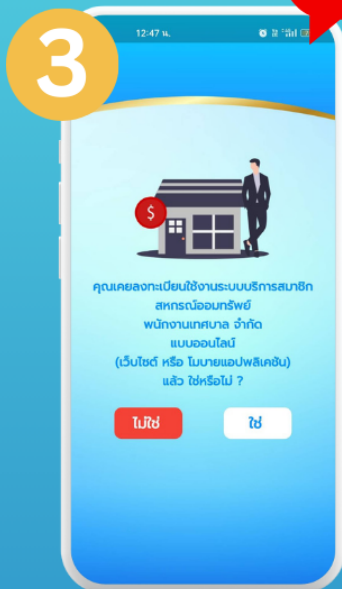 3
12:47 น.
$
คุณเคยลงทะเบียนใช้งานระบบบริการสมาชิก
สหกรณ์ออมทรัพย์
พนักงานเทศบาล จำกัด
แบบออนไลน์
(เว็บไซต์ หรือ โมบายแอปพลิเคชัน)
แล้ว ใช่หรือไม่ ?
ไม่ใช่
ใช่